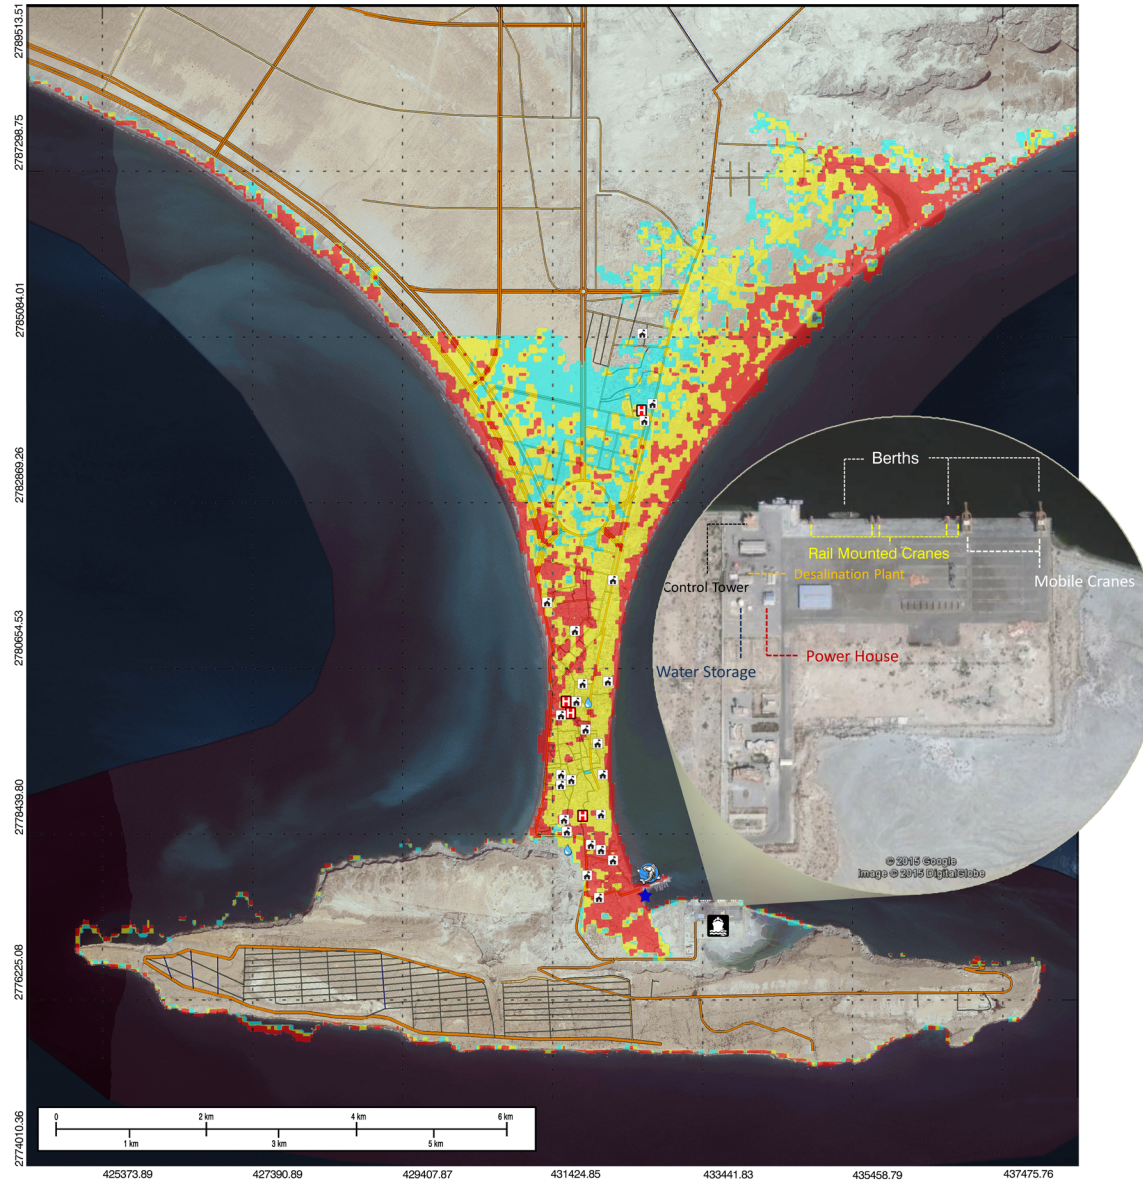 2789513.51
2787298.75
2785084.01
2782869.26
2780654.53
2778439.80
2776225.08
2774010.36
H
H
H
H
Berths
Rail Mounted Cranes
Desalination Plant
Control Tower
Mobile Cranes
Power House
Water Storage
© 2015 Google
Image © 2015 DigitalGlobe
0 2 km 4 km 6 km
1 km 3 km 5 km
425373.89 427390.89 429407.87 431424.85 433441.83 435458.79 437475.76